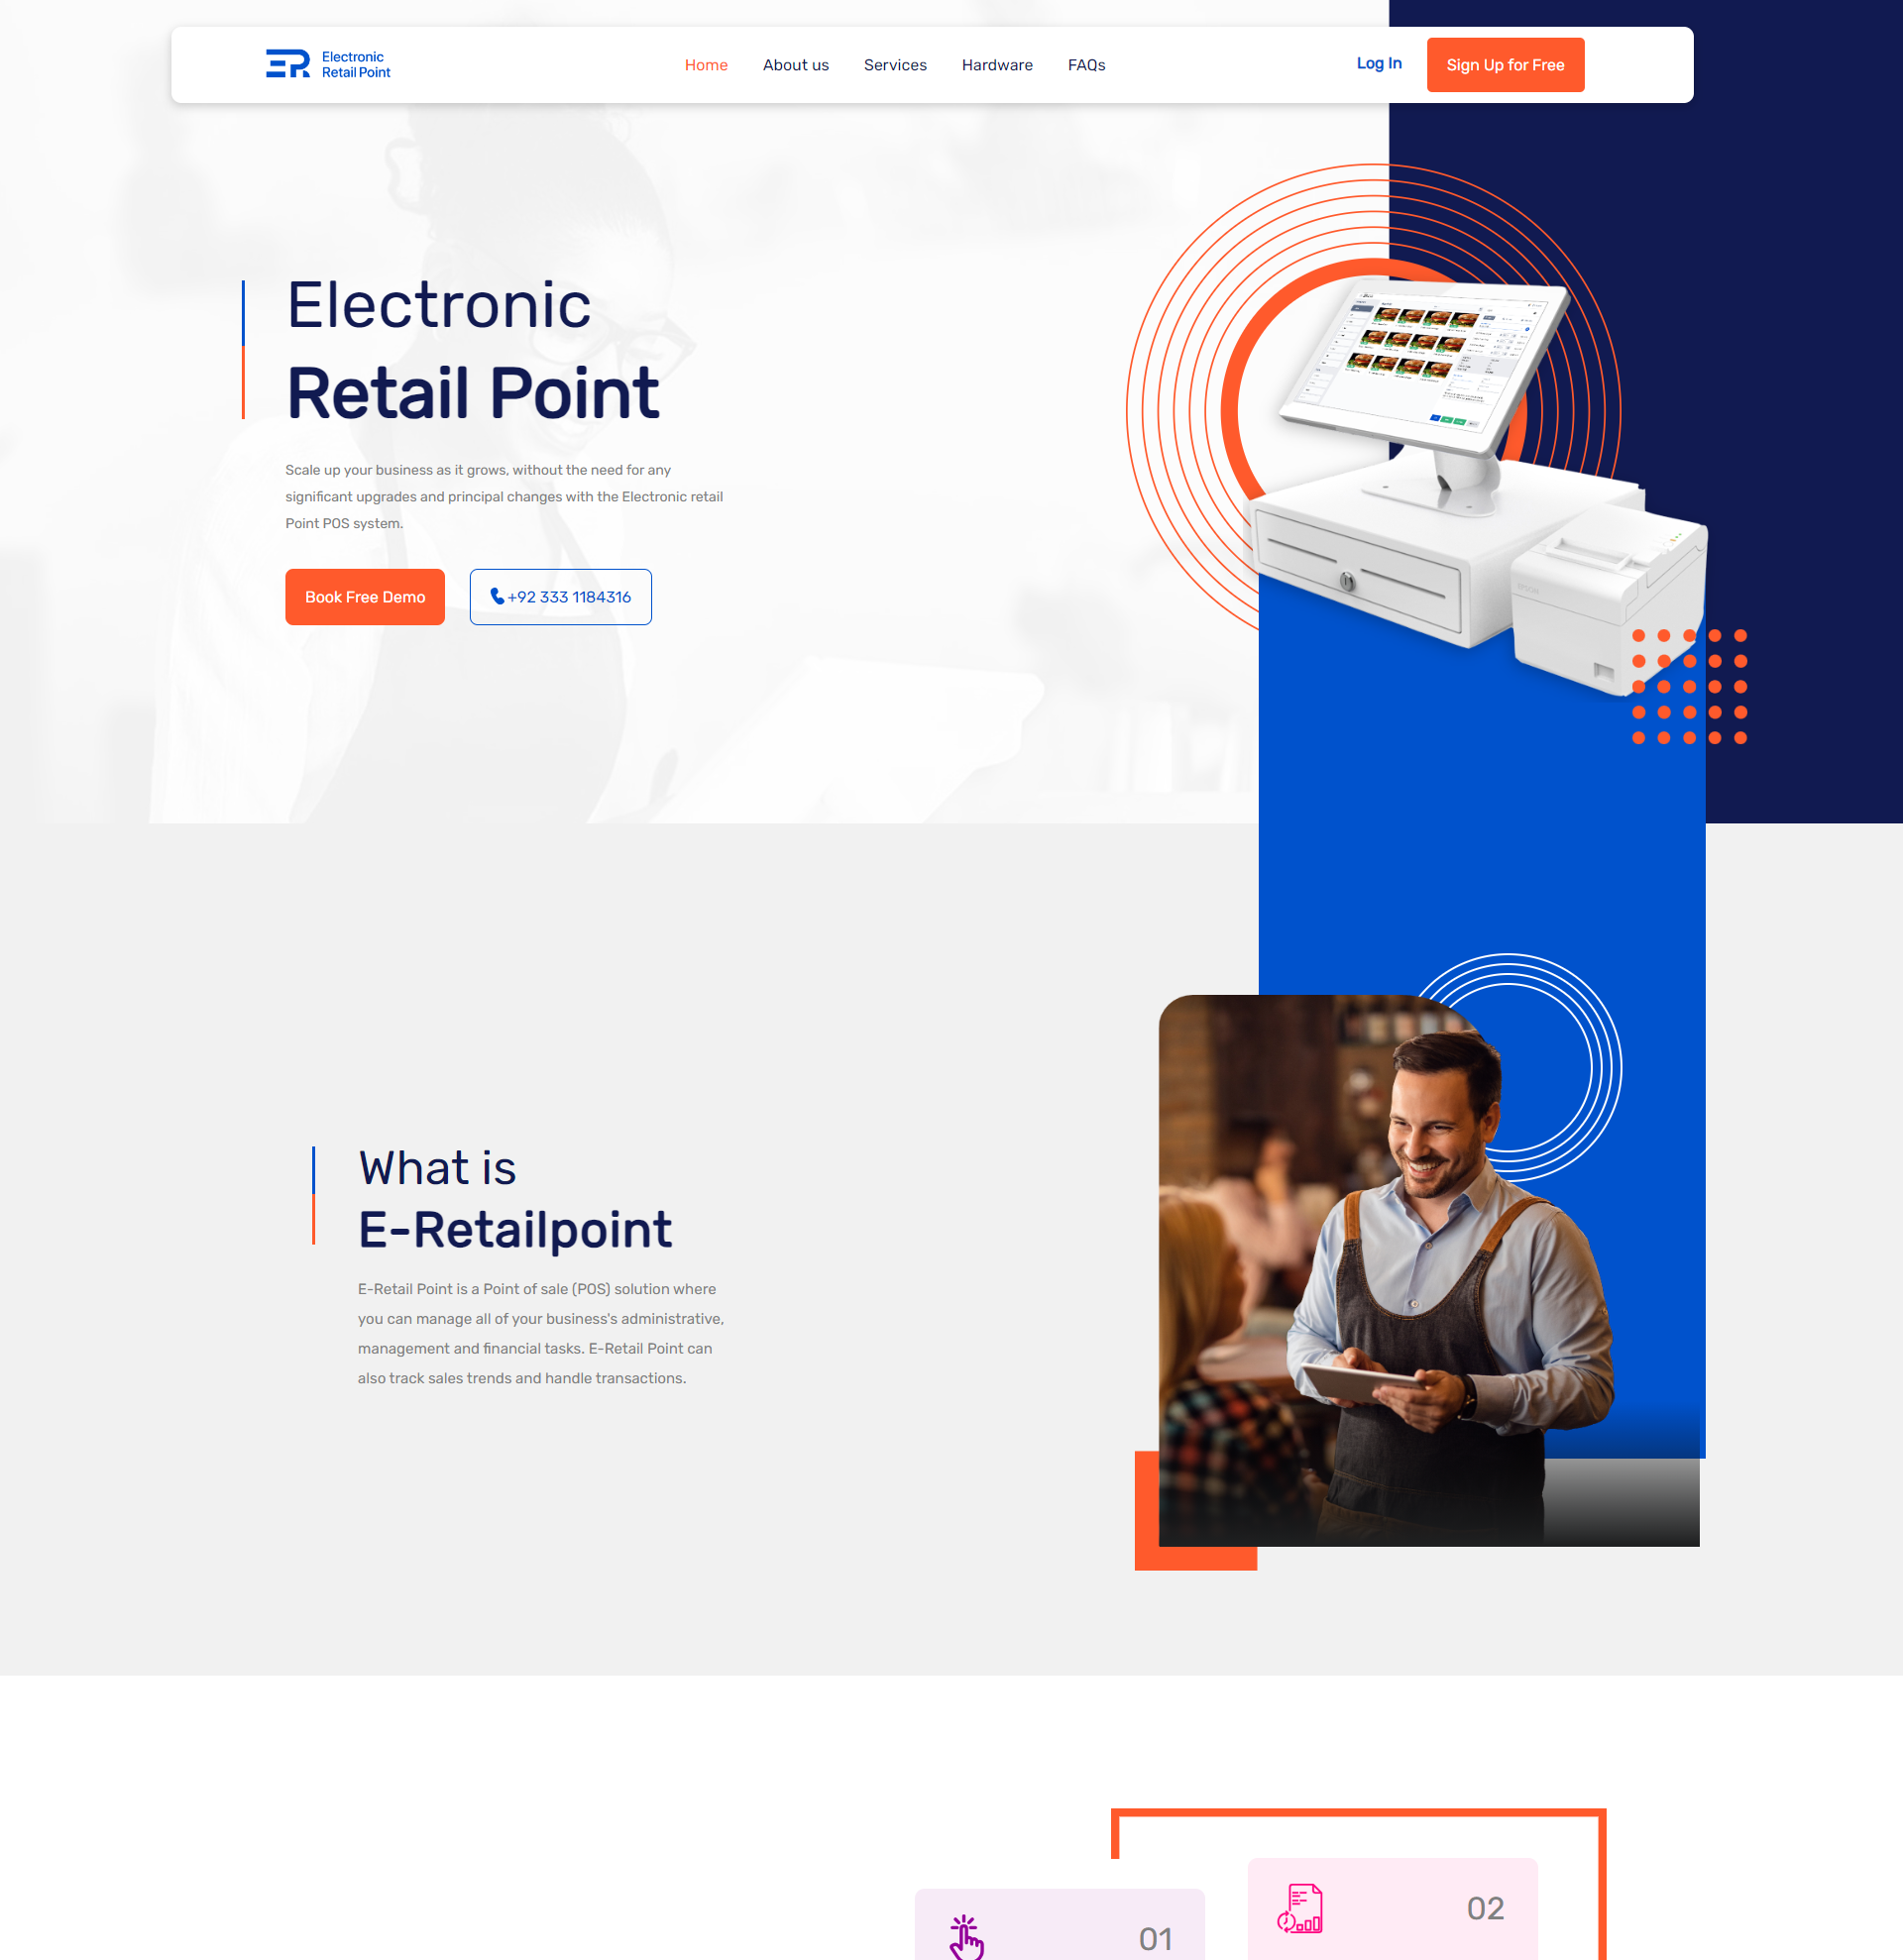 Electronic
Retail Point
Home
About us
Services
Hardware
FAQs
Log In
Sign Up for Free
Electronic
Retail Point
Scale up your business as it grows, without the need for any
significant upgrades and principal changes with the Electronic retail
Point POS system.
Book Free Demo
+92 333 1184316
EPSON
What is
E-Retailpoint
E-Retail Point is a Point of sale (POS) solution where
you can manage all of your business's administrative,
management and financial tasks. E-Retail Point can
also track sales trends and handle transactions.
01
02